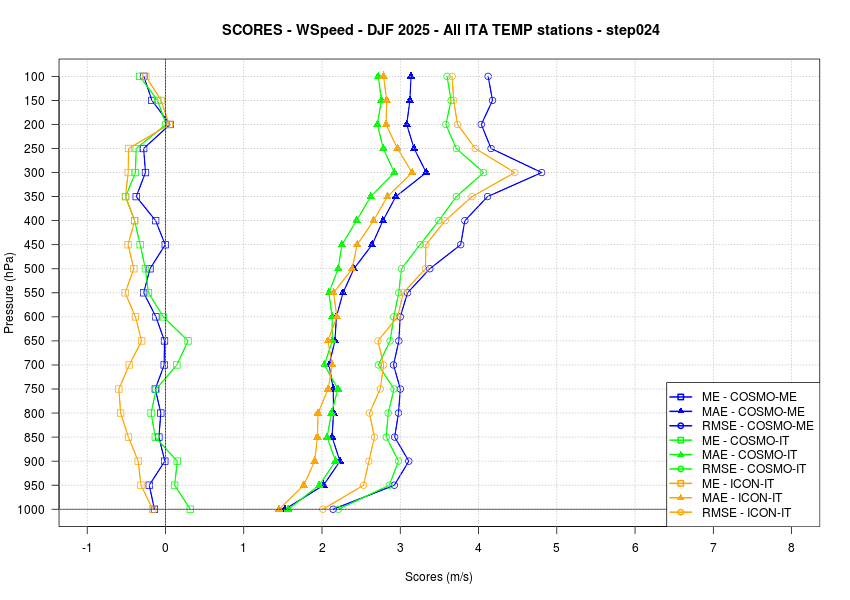 SCORES - WSpeed - DJF 2025 - All ITA TEMP stations - step024
Pressure (hPa)
100
150
200
250
300
350
400
450
500
550
600
650
700
750
800
850
900
950
1000
ME - COSMO-ME
MAE - COSMO-ME
RMSE - COSMO-ME
ME - COSMO-IT
MAE - COSMO-IT
RMSE - COSMO-IT
ME - ICON-IT
MAE - ICON-IT
RMSE - ICON-IT
-1 0 1 2 3 4 5 6 7 8
Scores (m/s)